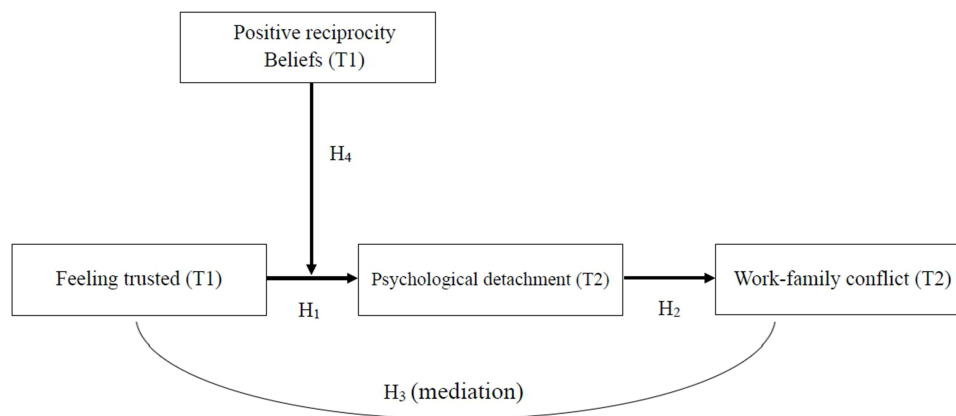 Positive reciprocity
Beliefs (T1)
H₄
Feeling trusted (T1)
Psychological detachment (T2)
Work-family conflict (T2)
H₁
H₂
H₃ (mediation)